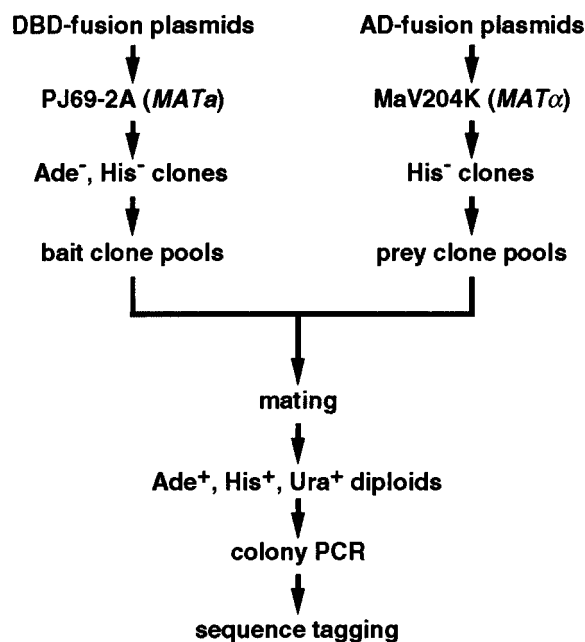 DBD-fusion plasmids
AD-fusion plasmids
PJ69-2A (MATa)
MaV204K (MATα)
Ade⁻, His⁻ clones
His⁻ clones
bait clone pools
prey clone pools
mating
Ade⁺, His⁺, Ura⁺ diploids
colony PCR
sequence tagging